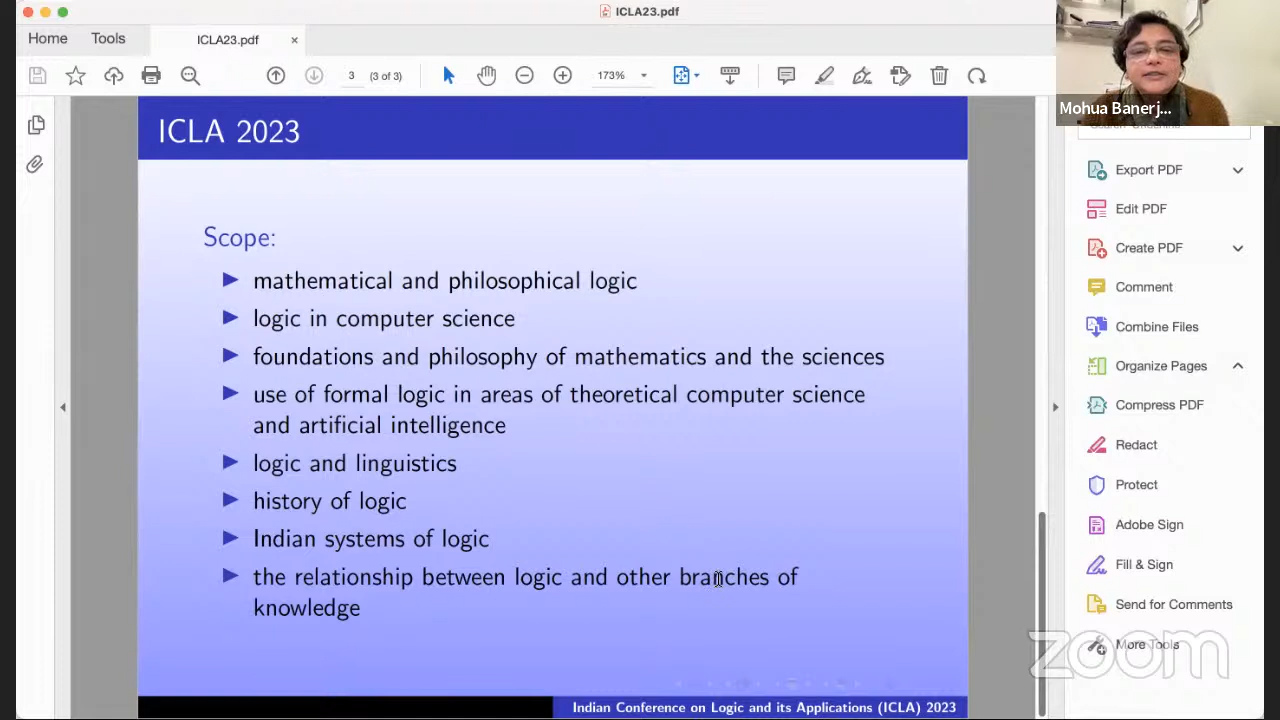 ICLA23.pdf
Home
Tools
ICLA23.pdf
3
(3 of 3)
173%
Mohua Banerj...
ICLA 2023
Scope:
mathematical and philosophical logic
logic in computer science
foundations and philosophy of mathematics and the sciences
use of formal logic in areas of theoretical computer science
and artificial intelligence
logic and linguistics
history of logic
Indian systems of logic
the relationship between logic and other branches of
knowledge
Indian Conference on Logic and its Applications (ICLA) 2023
Export PDF
Edit PDF
Create PDF
Comment
Combine Files
Organize Pages
Compress PDF
Redact
Protect
Adobe Sign
Fill & Sign
Send for Comments
More Tools
zoom